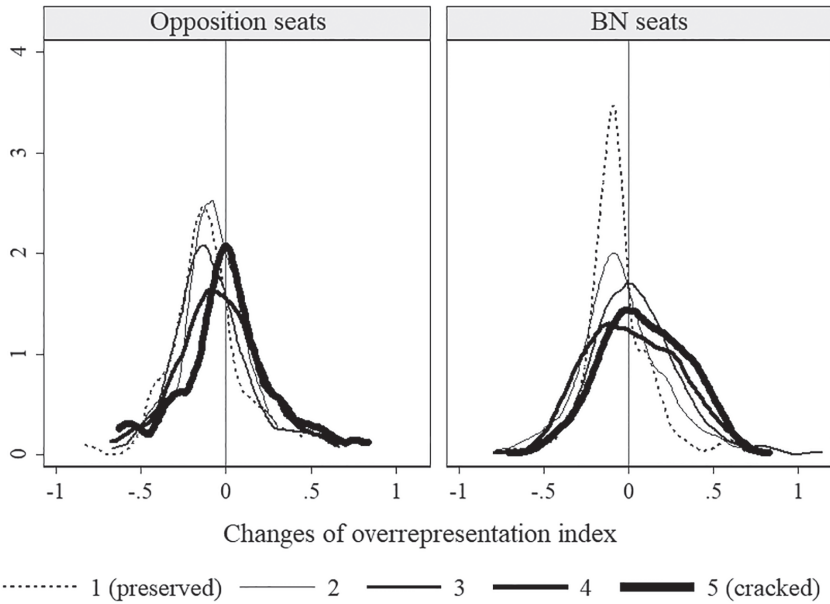 Opposition seats
BN seats
4
3
2
1
0
-1 -.5 0 .5 1
-1 -.5 0 .5 1
Changes of overrepresentation index
1 (preserved) 2 3 4 5 (cracked)